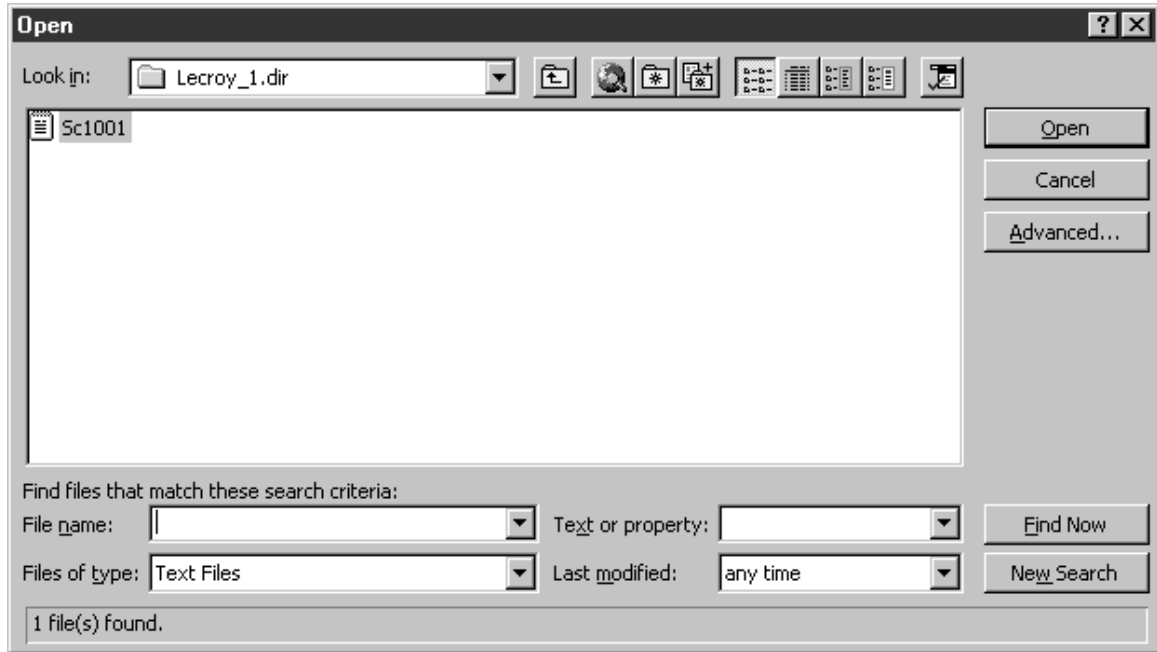 Open
Look in: Lecroy_1.dir
Sc1001
Open
Cancel
Advanced...
Find files that match these search criteria:
File name: Text or property: Find Now
Files of type: Text Files Last modified: any time New Search
1 file(s) found.